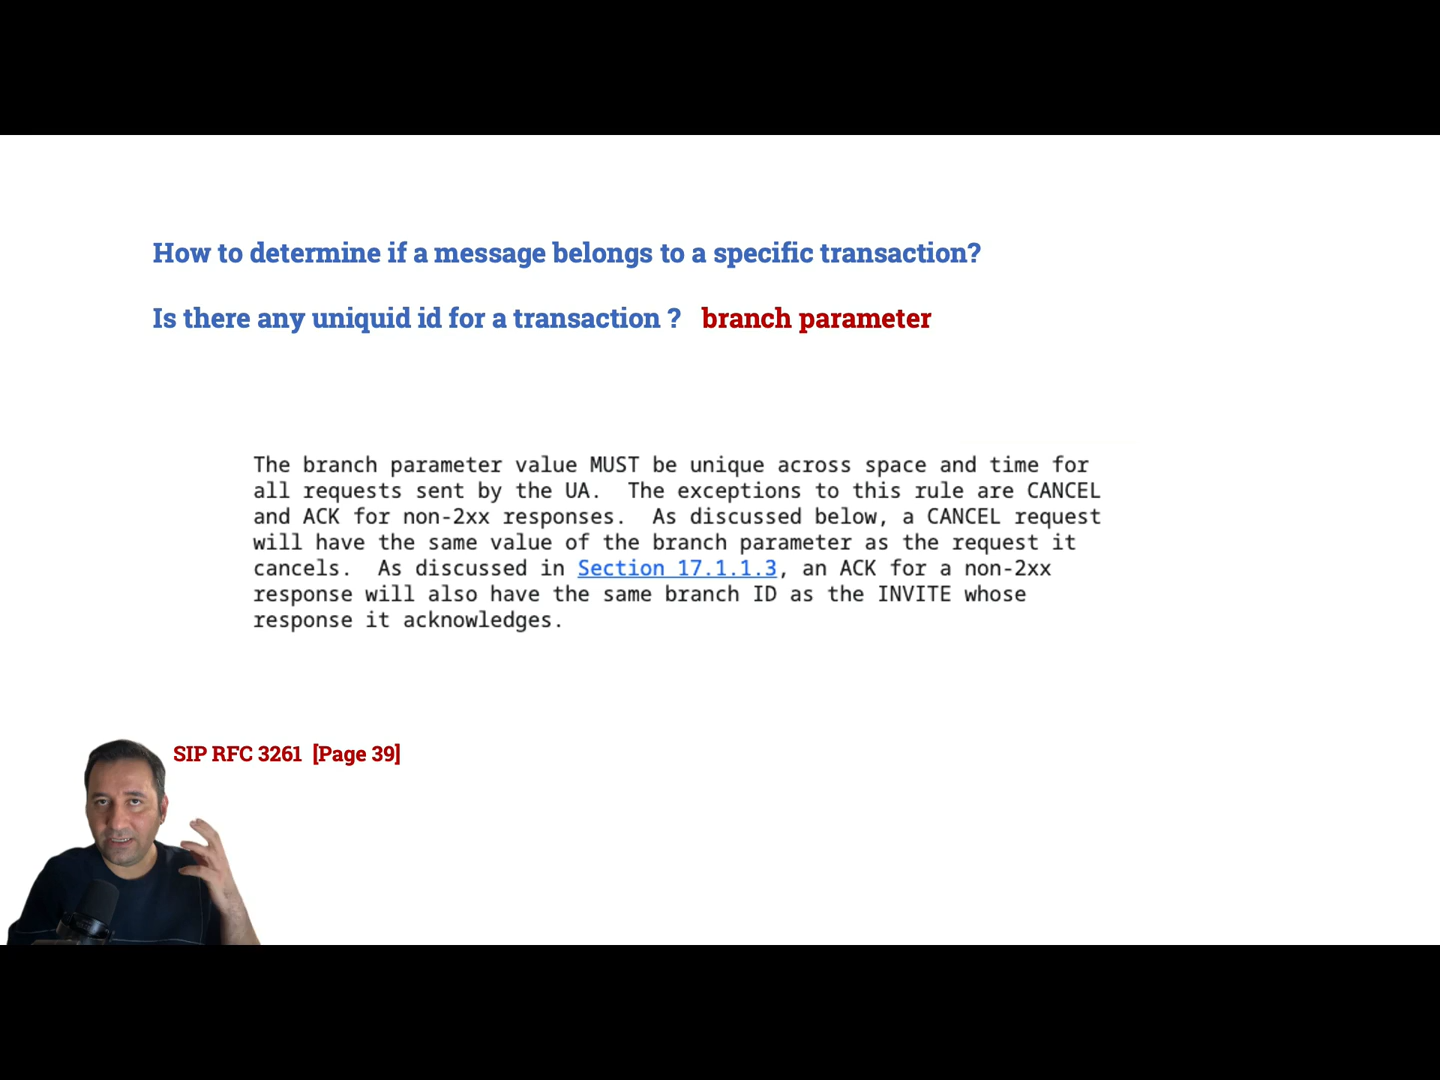 How to determine if a message belongs to a specific transaction?
Is there any uniquid id for a transaction ? branch parameter
The branch parameter value MUST be unique across space and time for
all requests sent by the UA. The exceptions to this rule are CANCEL
and ACK for non-2xx responses. As discussed below, a CANCEL request
will have the same value of the branch parameter as the request it
cancels. As discussed in Section 17.1.1.3, an ACK for a non-2xx
response will also have the same branch ID as the INVITE whose
response it acknowledges.
SIP RFC 3261 [Page 39]